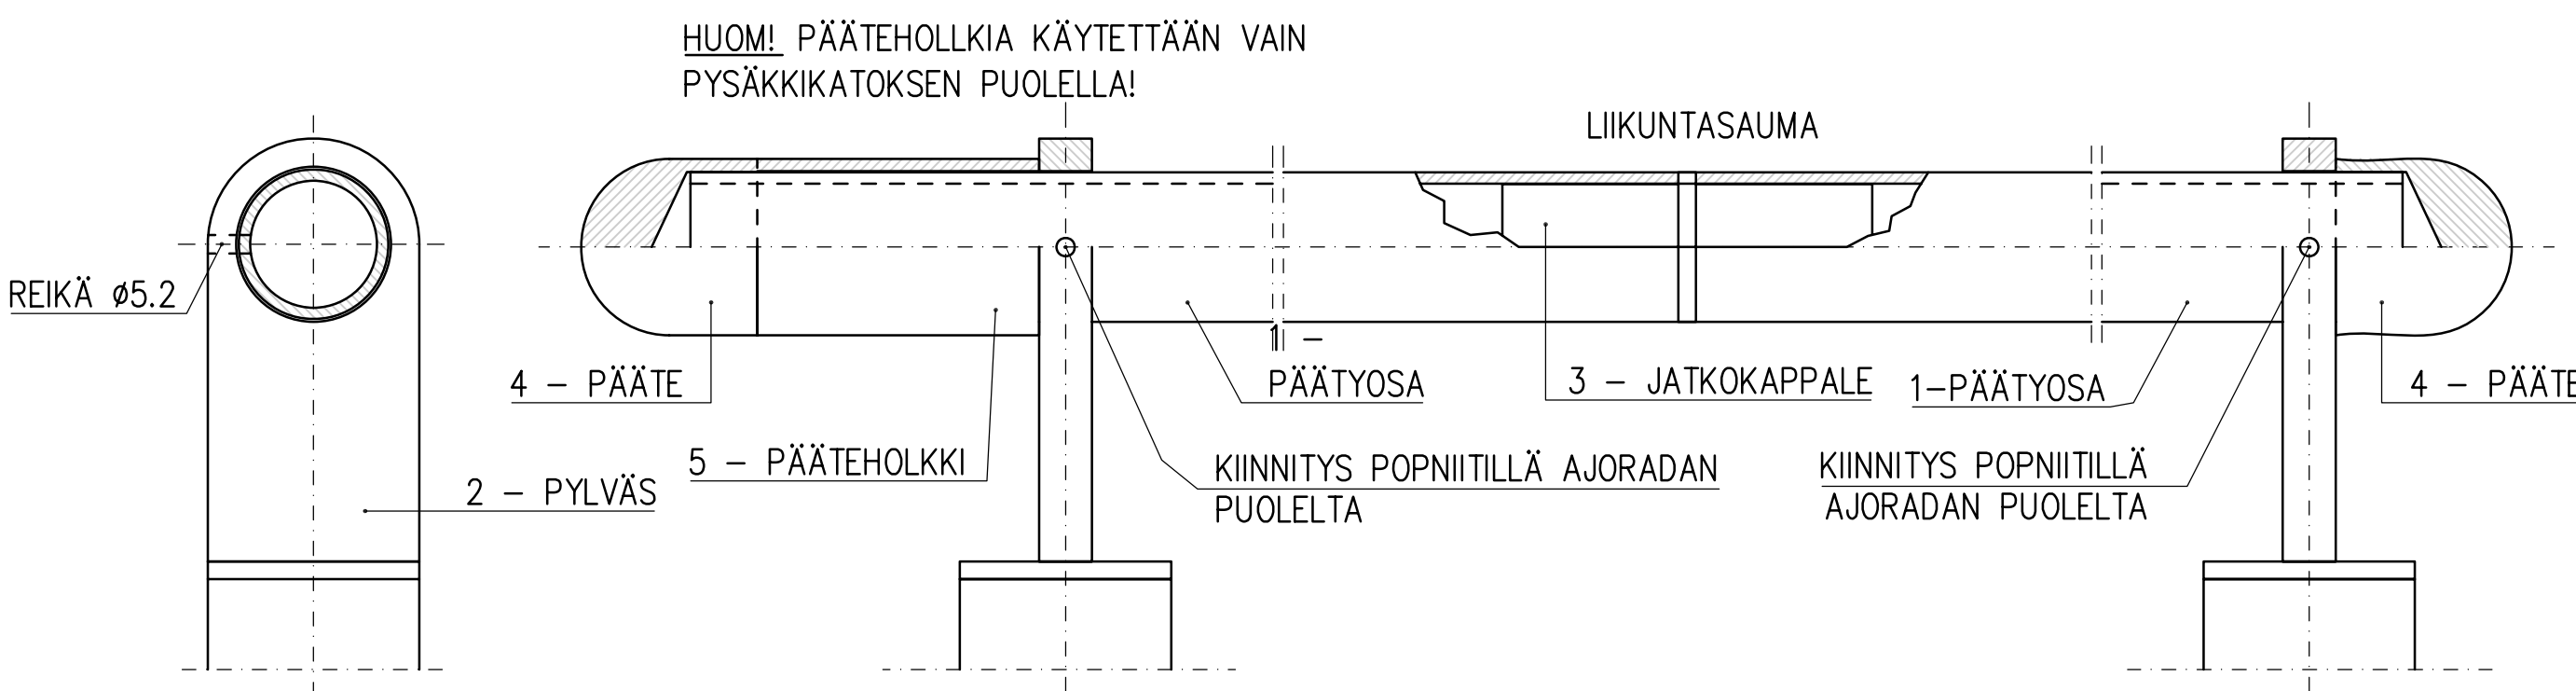 HUOM! PÄÄTEHOLLKIA KÄYTETTÄÄN VAIN
PYSÄKKIKATOKSEN PUOLELLA!
LIIKUNTASAUMA
REIKÄ ø5.2
1 -
PÄÄTYOSA
4 - PÄÄTE
3 - JATKOKAPPALE
1-PÄÄTYOSA
4 - PÄÄTE
5 - PÄÄTEHOLKKI
2 - PYLVÄS
KIINNITYS POPNIITILLÄ AJORADAN
PUOLELTA
KIINNITYS POPNIITILLÄ
AJORADAN PUOLELTA